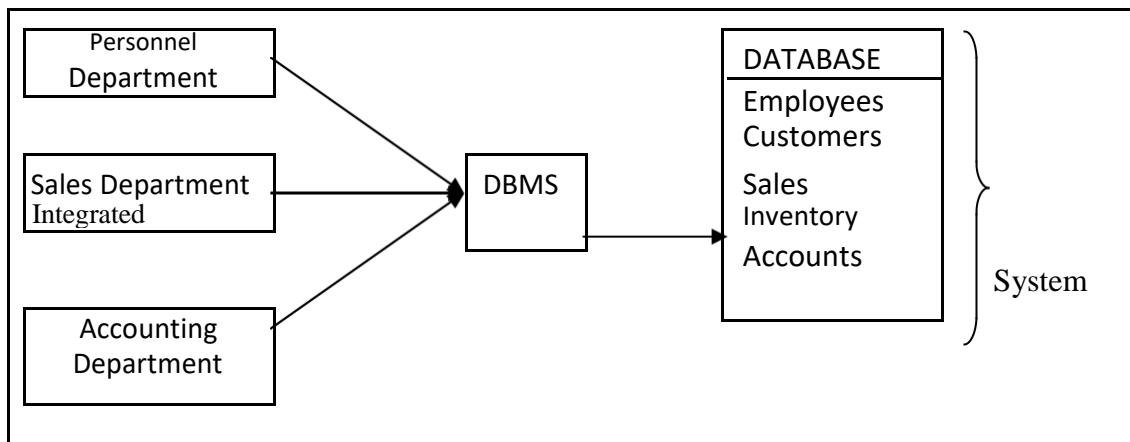 Personnel
Department
Sales Department
Integrated
Accounting
Department
DBMS
DATABASE
Employees
Customers
Sales
Inventory
Accounts
System